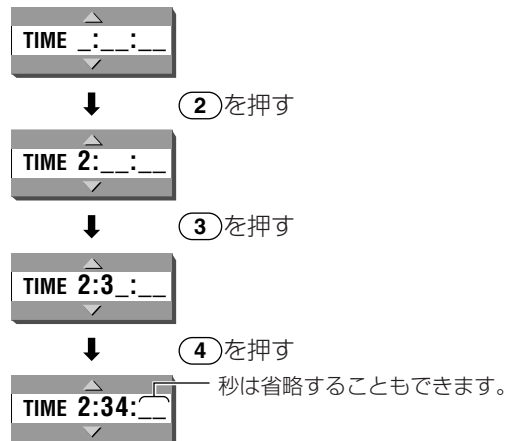 TIME _:__:__
2を押す
TIME 2:__:__
3を押す
TIME 2:3_:__
4を押す
秒は省略することもできます。
TIME 2:34:__